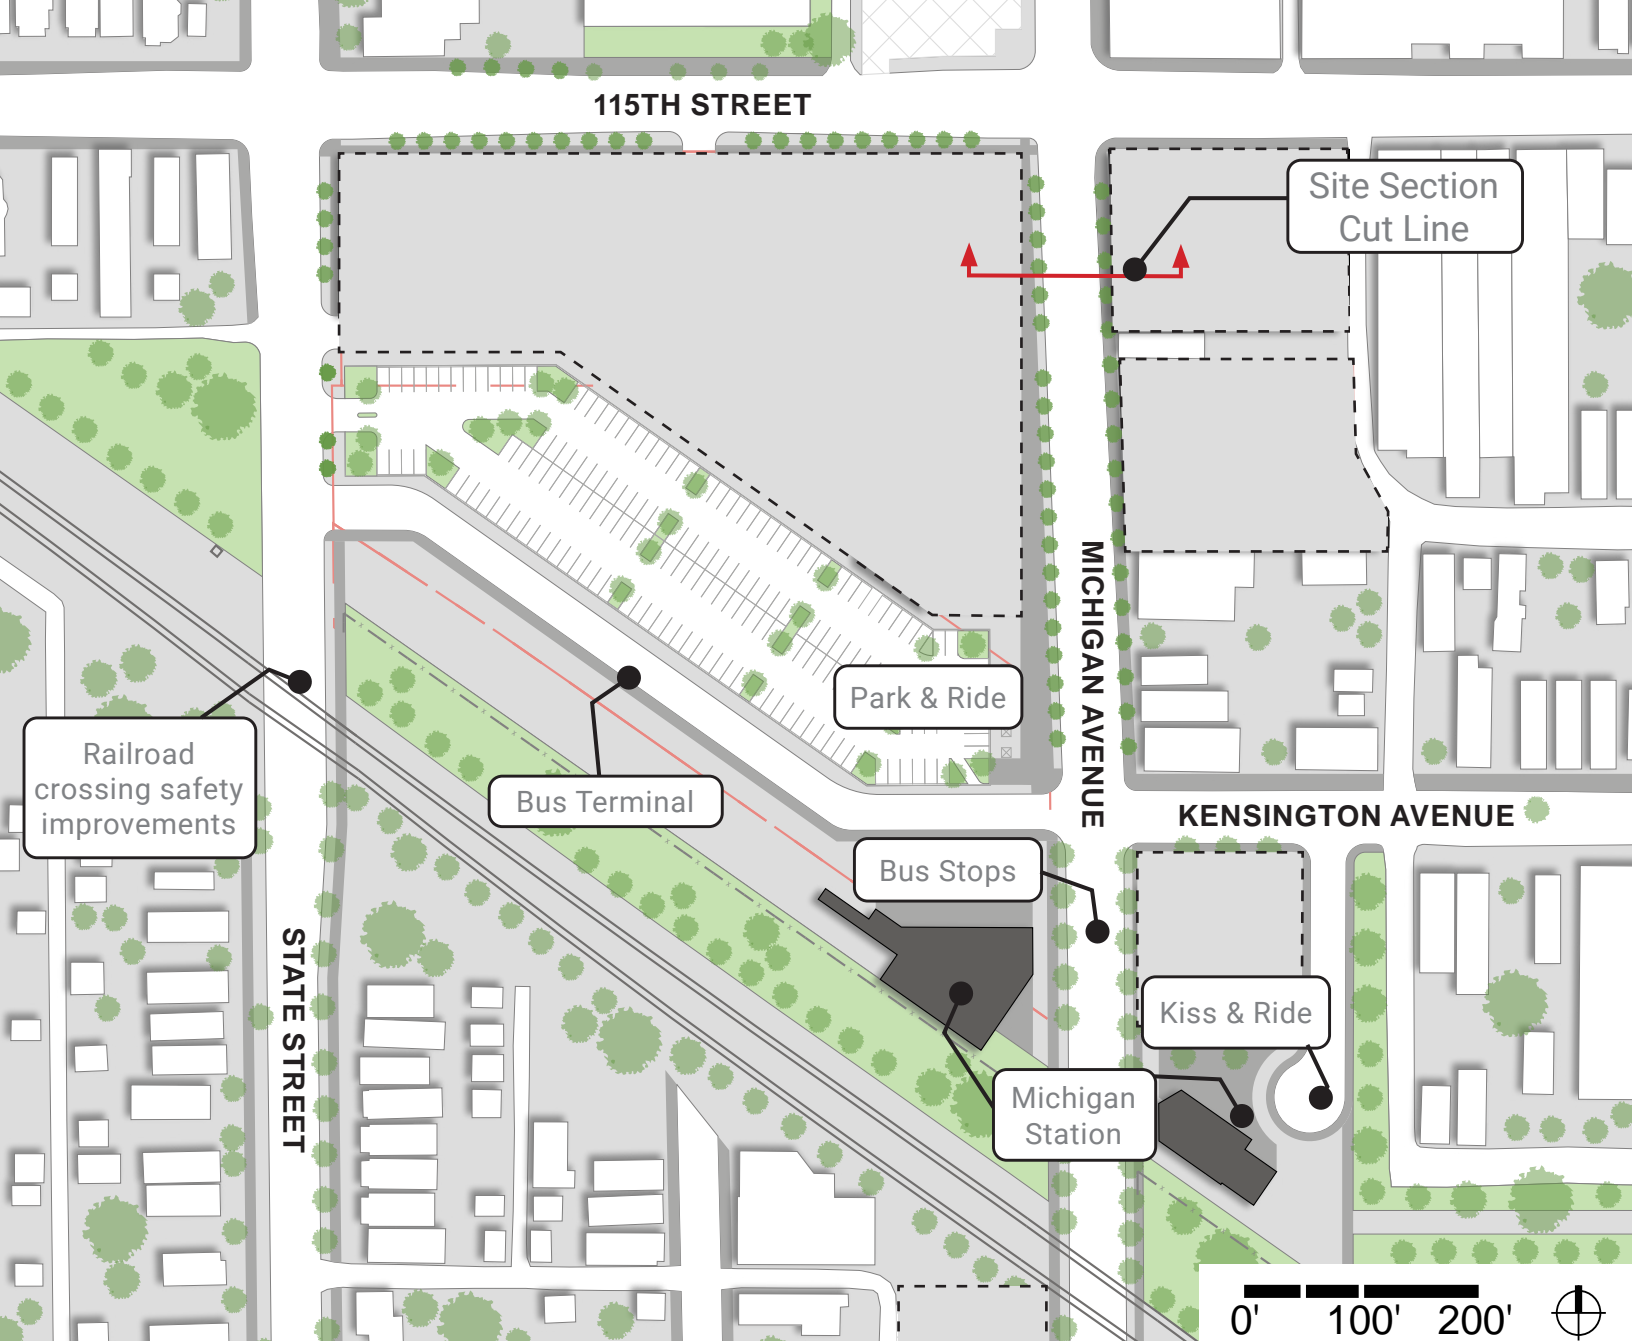 115TH STREET
Site Section
Cut Line
MICHIGAN AVENUE
Park & Ride
Railroad
crossing safety
improvements
Bus Terminal
KENSINGTON AVENUE
Bus Stops
STATE STREET
Kiss & Ride
Michigan
Station
0' 100' 200'